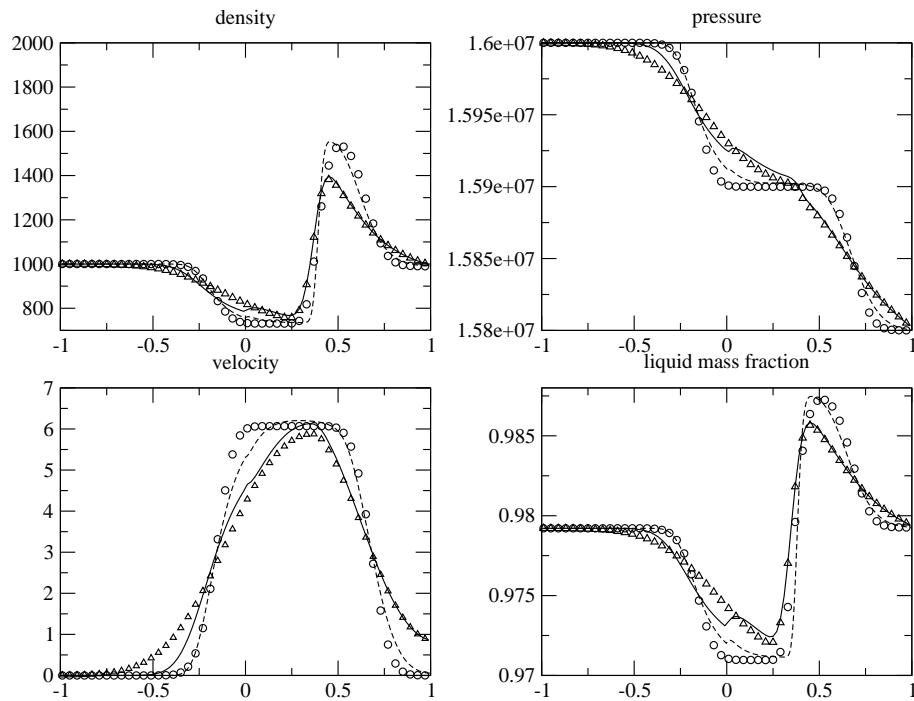 density
2000
1800
1600
1400
1200
1000
800
-1 -0.5 0 0.5 1
pressure
1.6e+07
1.595e+07
1.59e+07
1.585e+07
1.58e+07
-1 -0.5 0 0.5 1
velocity
7
6
5
4
3
2
1
0
-1 -0.5 0 0.5 1
liquid mass fraction
0.985
0.98
0.975
0.97
-1 -0.5 0 0.5 1